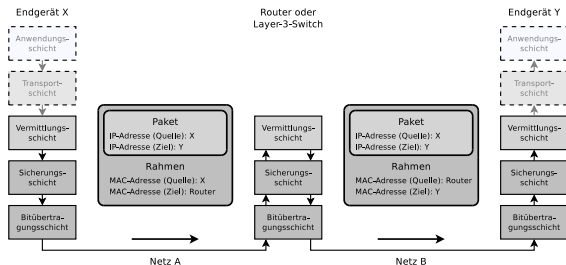 Endgerät X
Router oder
Layer-3-Switch
Endgerät Y
Anwendungs-
schicht
Transport-
schicht
Vermittlungs-
schicht
Sicherungs-
schicht
Bitübertra-
gungsschicht
Paket
IP-Adresse (Quelle): X
IP-Adresse (Ziel): Y
Rahmen
MAC-Adresse (Quelle): X
MAC-Adresse (Ziel): Router
Vermittlungs-
schicht
Sicherungs-
schicht
Bitübertra-
gungsschicht
Paket
IP-Adresse (Quelle): X
IP-Adresse (Ziel): Y
Rahmen
MAC-Adresse (Quelle): Router
MAC-Adresse (Ziel): Y
Anwendungs-
schicht
Transport-
schicht
Vermittlungs-
schicht
Sicherungs-
schicht
Bitübertra-
gungsschicht
Netz A
Netz B